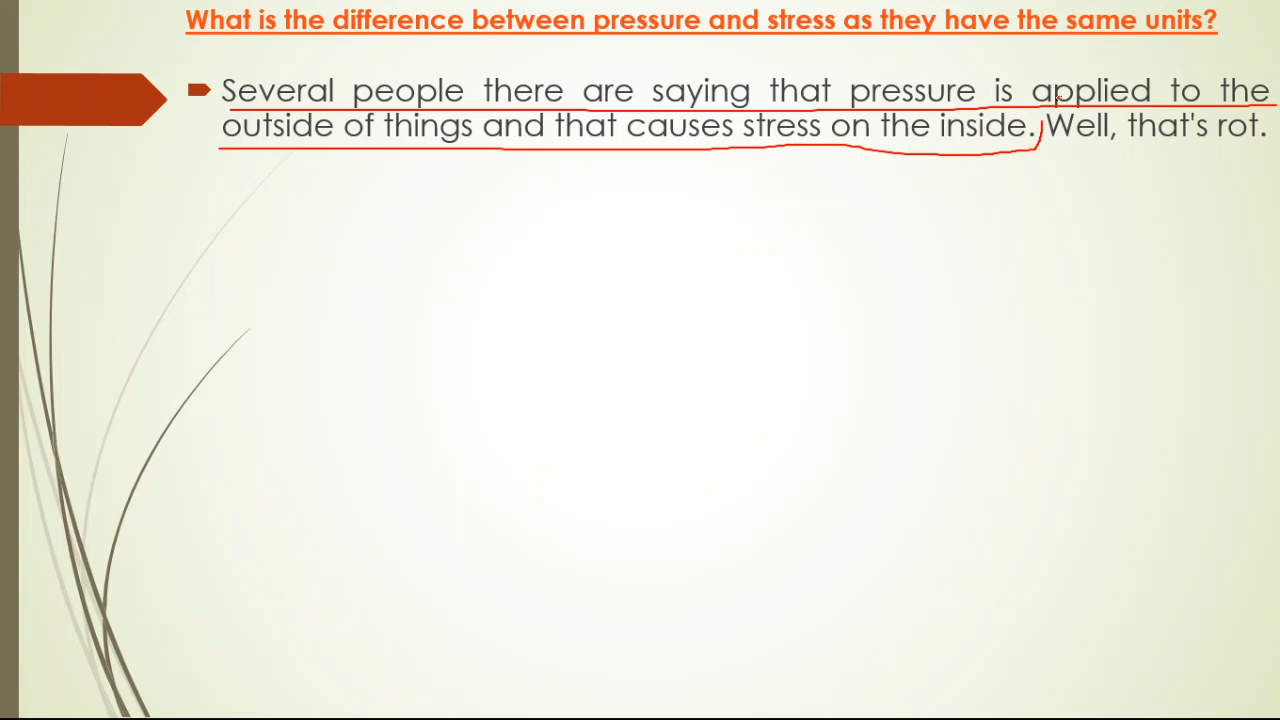 What is the difference between pressure and stress as they have the same units?
Several people there are saying that pressure is applied to the
outside of things and that causes stress on the inside. Well, that's rot.